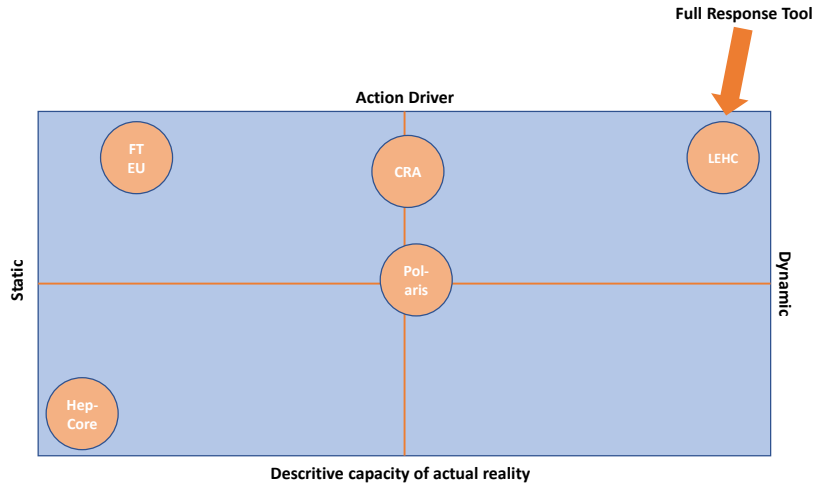 Full Response Tool
Action Driver
FT
EU
CRA
LEHC
Static
Pol-
aris
Dynamic
Hep-
Core
Descritive capacity of actual reality